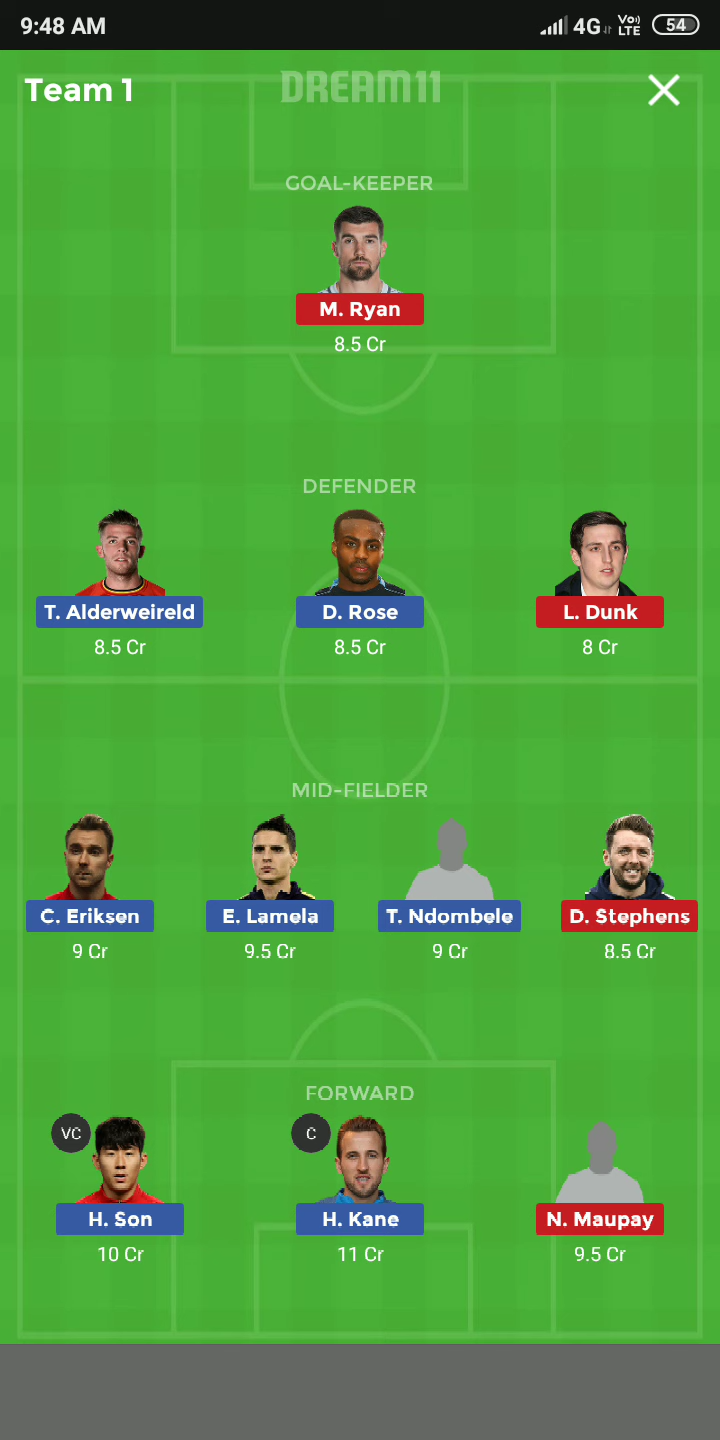 9:48 AM 4G Vo) LTE 54
Team 1 DREAM11
GOAL-KEEPER
M. Ryan
8.5 Cr
DEFENDER
T. Alderweireld D. Rose L. Dunk
8.5 Cr 8.5 Cr 8 Cr
MID-FIELDER
C. Eriksen E. Lamela T. Ndombele D. Stephens
9 Cr 9.5 Cr 9 Cr 8.5 Cr
FORWARD
VC C
H. Son H. Kane N. Maupay
10 Cr 11 Cr 9.5 Cr